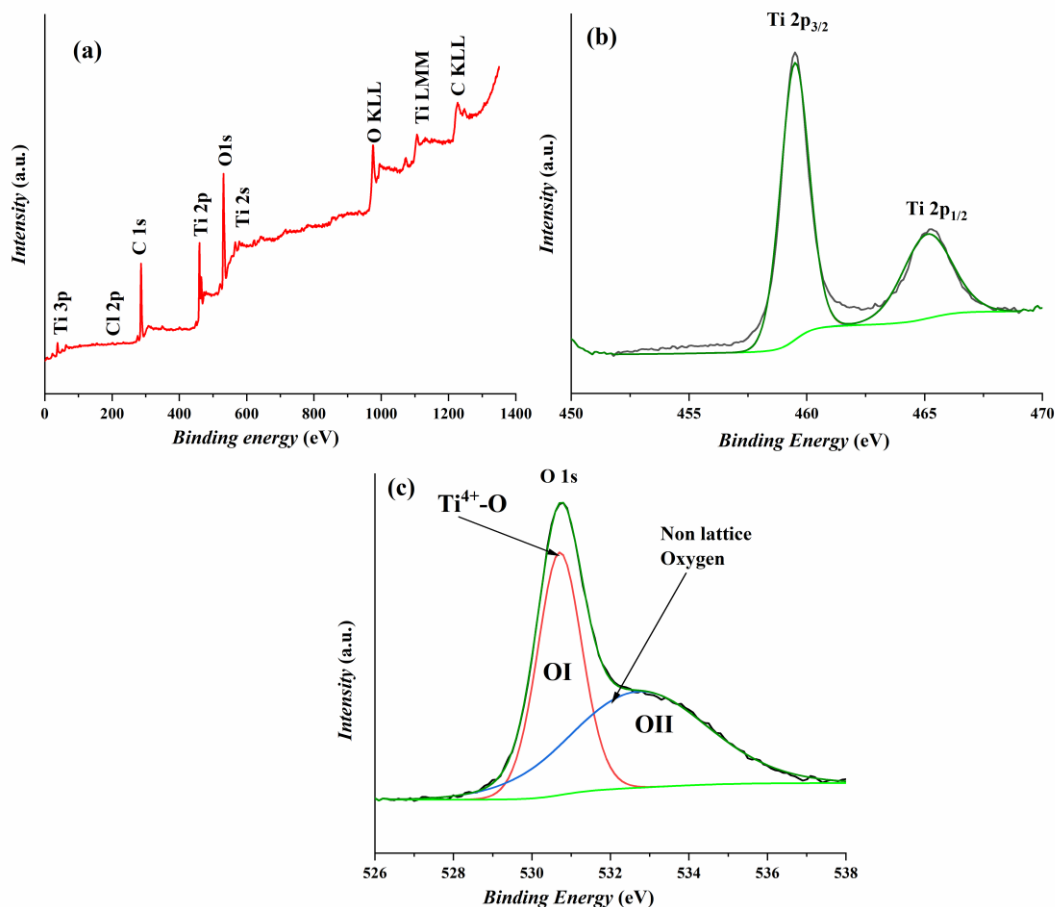 (a)
Intensity (a.u.)
Ti 3p
Cl 2p
C 1s
Ti 2p
O1s
Ti 2s
O KLL
Ti LMM
C KLL
0 200 400 600 800 1000 1200 1400
Binding energy (eV)
(b)
Intensity (a.u.)
Ti 2p3/2
Ti 2p1/2
450 455 460 465 470
Binding Energy (eV)
(c)
Intensity (a.u.)
O 1s
Ti4+-O
Non lattice
Oxygen
OI
OII
526 528 530 532 534 536 538
Binding Energy (eV)